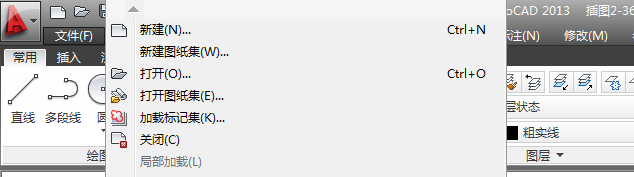 新建(N)... Ctrl+N
oCAD 2013 插图2-36
文件(F)
新建图纸集(W)...
标注(N) 修改(M)
常用 插入
打开(O)... Ctrl+O
打开图纸集(E)...
直线 多段线
加载标记集(K)...
层状态
关闭(C)
粗实线
局部加载(L)
图层